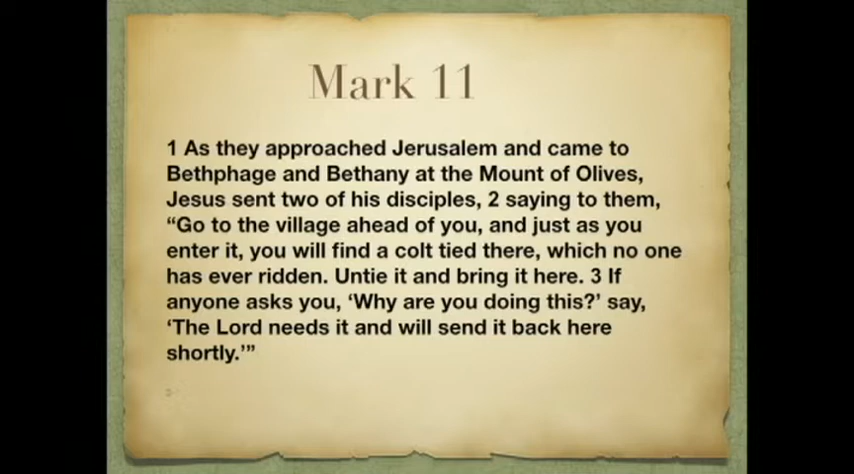 Mark 11
1 As they approached Jerusalem and came to
Bethphage and Bethany at the Mount of Olives,
Jesus sent two of his disciples, 2 saying to them,
“Go to the village ahead of you, and just as you
enter it, you will find a colt tied there, which no one
has ever ridden. Untie it and bring it here. 3 If
anyone asks you, ‘Why are you doing this?’ say,
‘The Lord needs it and will send it back here
shortly.’”